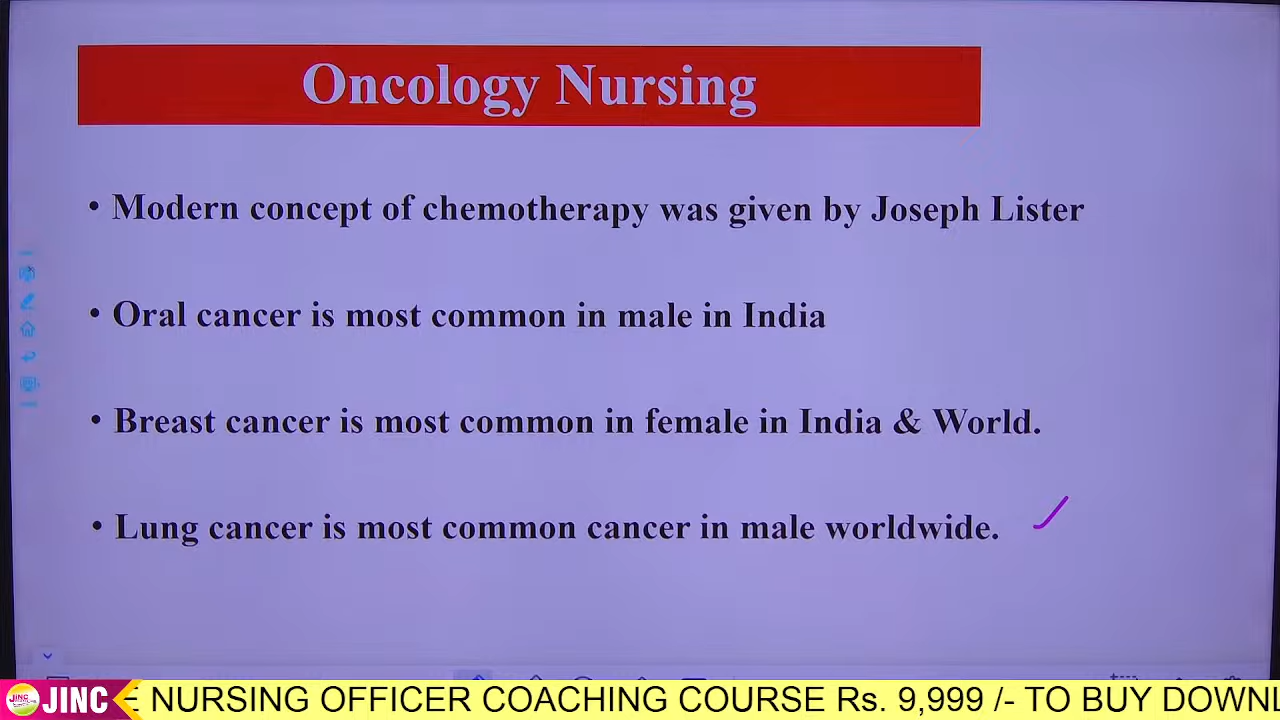 Oncology Nursing
• Modern concept of chemotherapy was given by Joseph Lister
• Oral cancer is most common in male in India
• Breast cancer is most common in female in India & World.
• Lung cancer is most common cancer in male worldwide.
JINC
JINC E NURSING OFFICER COACHING COURSE Rs. 9,999 /- TO BUY DOWNL